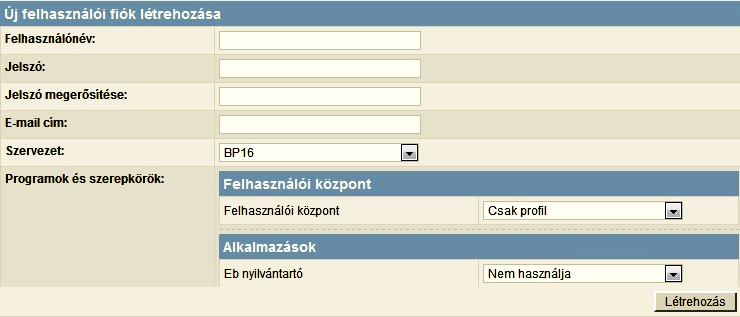 Új felhasználói fiók létrehozása
Felhasználónév:
Jelszó:
Jelszó megerősítése:
E-mail cím:
Szervezet: BP16
Programok és szerepkörök: Felhasználói központ
Felhasználói központ Csak profil
Alkalmazások
Eb nyilvántartó Nem használja
Létrehozás